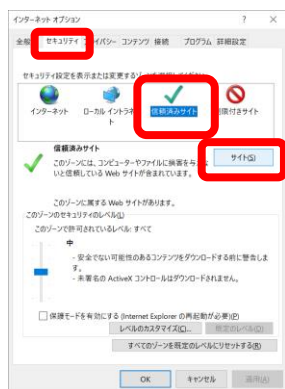 インターネット オプション
?
×
全般
セキュリティ
プライバシー
コンテンツ
接続
プログラム
詳細設定
セキュリティ設定を表示または変更する
インターネット
ローカル イントラネット
信頼済みサイト
制限付きサイト
信頼済みサイト
サイト(S)
このゾーンには、コンピューターやファイルに損害を与えな
いと信頼している Web サイトが含まれています。
このゾーンに属する Web サイトがあります。
このゾーンのセキュリティのレベル(L)
このゾーンで許可されているレベル: すべて
中
- 安全でない可能性のあるコンテンツをダウンロードする前に警告しま
す。
- 未署名の ActiveX コントロールはダウンロードされません。
保護モードを有効にする (Internet Explorer の再起動が必要)(P)
レベルのカスタマイズ(C)...
既定のレベル(D)
すべてのゾーンを既定のレベルにリセットする(R)
OK
キャンセル
適用(A)